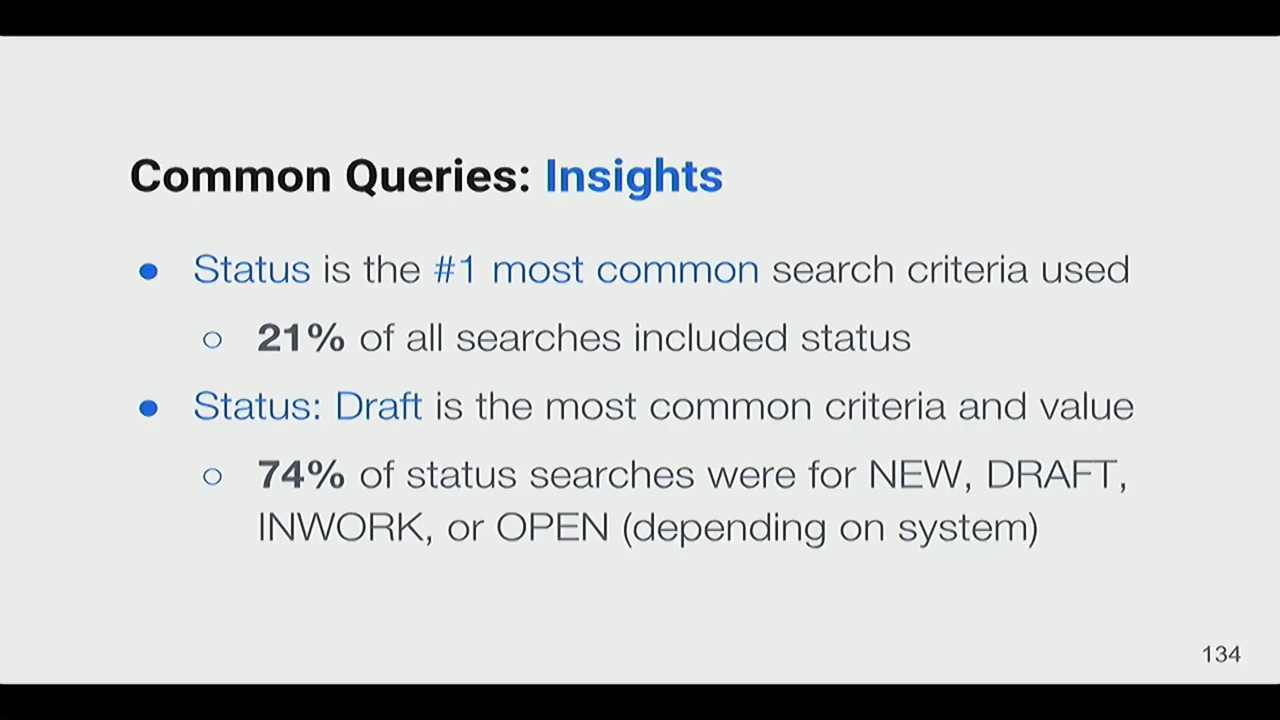 Common Queries: Insights
● Status is the #1 most common search criteria used
○ 21% of all searches included status
● Status: Draft is the most common criteria and value
○ 74% of status searches were for NEW, DRAFT,
INWORK, or OPEN (depending on system)
134